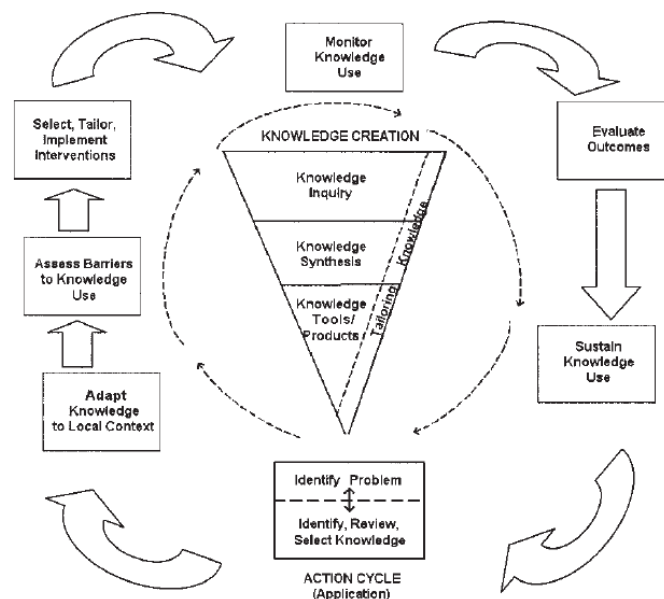 Monitor
Knowledge
Use
Select, Tailor,
Implement
Interventions
Evaluate
Outcomes
KNOWLEDGE CREATION
Knowledge
Inquiry
Knowledge
Synthesis
Knowledge
Tools/
Products
Tailoring Knowledge
Assess Barriers
to Knowledge
Use
Adapt
Knowledge
to Local Context
Sustain
Knowledge
Use
Identify Problem
Identify, Review,
Select Knowledge
ACTION CYCLE
(Application)